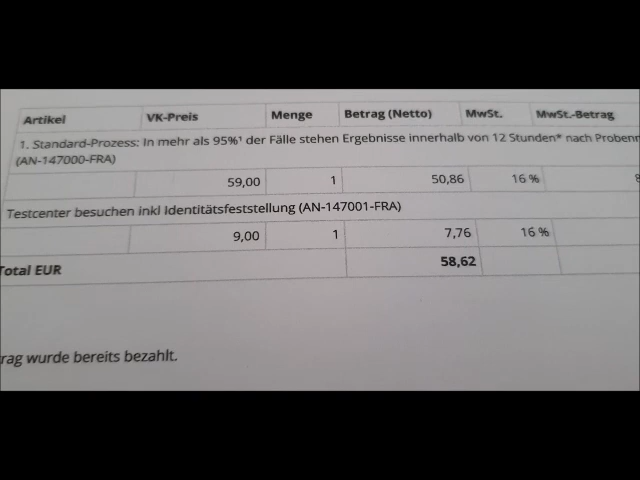 Artikel VK-Preis Menge Betrag (Netto) MwSt. MwSt.-Betrag
1. Standard-Prozess: In mehr als 95%¹ der Fälle stehen Ergebnisse innerhalb von 12 Stunden* nach
(AN-147000-FRA)
59,00 1 50,86 16 %
Testcenter besuchen inkl Identitätsfeststellung (AN-147001-FRA)
9,00 1 7,76 16 %
Total EUR 58,62
rag wurde bereits bezahlt.